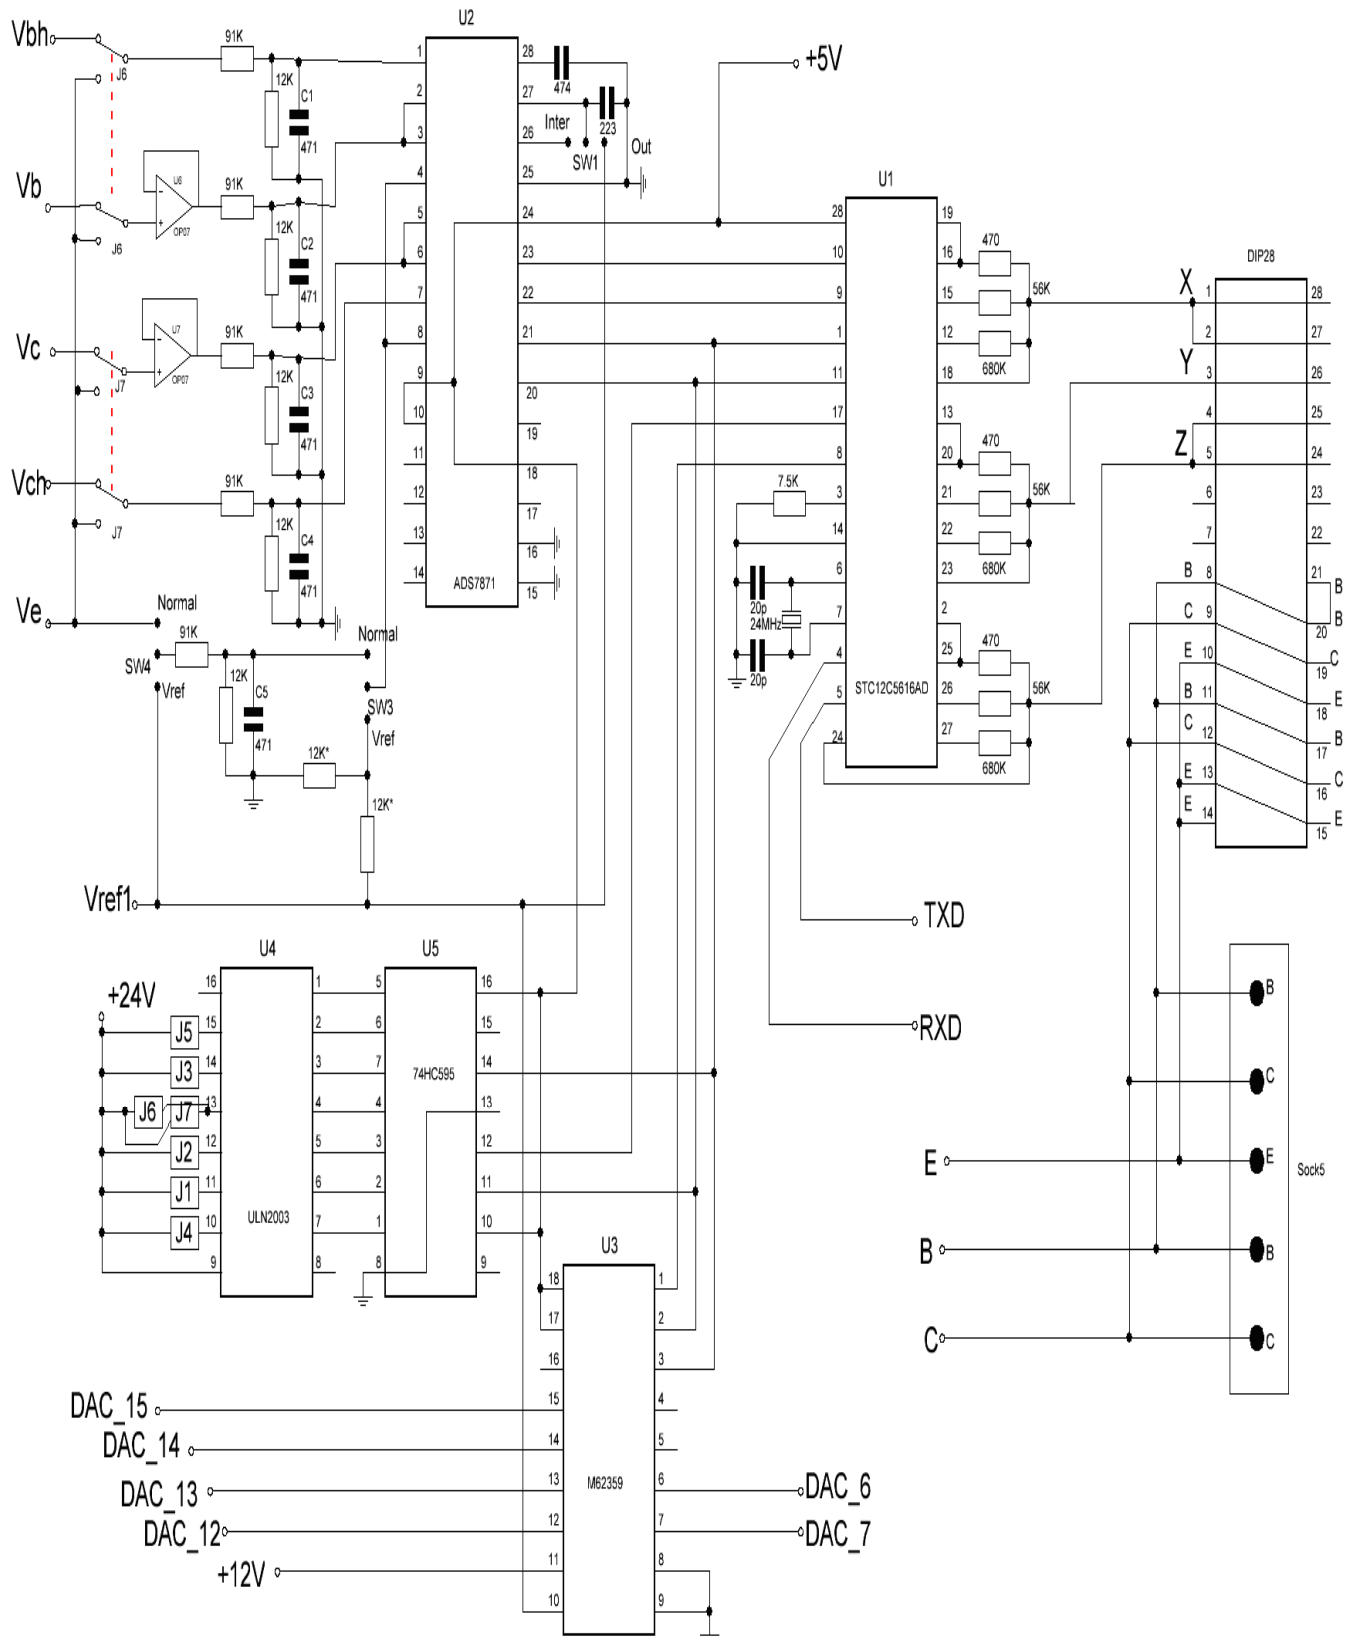 Vbh
J6
91K
12K
C1
471
U2
1
2
3
4
5
6
7
8
9
10
11
12
13
14
28
27
26
25
24
23
22
21
20
19
18
17
16
15
ADS7871
474
223
Inter
SW1
Out
+5V
Vb
J6
U6
OP07
91K
12K
C2
471
Vc
J7
U7
OP07
91K
12K
C3
471
Vch
J7
91K
12K
C4
471
Ve
Normal
91K
SW4
Vref
12K
C5
471
Normal
SW3
Vref
12K*
12K*
Vref1
U1
28
10
9
1
11
17
8
3
14
6
7
4
5
24
19
16
15
12
18
13
20
21
22
23
2
25
26
27
STC12C5616AD
7.5K
20p
24MHz
20p
470
56K
680K
470
56K
680K
470
56K
680K
X
Y
Z
DIP28
1
2
3
4
5
6
7
B 8
C 9
E 10
B 11
C 12
E 13
E 14
28
27
26
25
24
23
22
21 B
20 B
19 C
18 E
17 B
16 C
15 E
TXD
RXD
+24V
U4
16
15
14
13
12
11
10
9
J5
J3
J6 J7
J2
J1
J4
1
2
3
4
5
6
7
8
ULN2003
U5
5
6
7
4
3
2
1
8
16
15
14
13
12
11
10
9
74HC595
U3
18
17
16
15
14
13
12
11
10
1
2
3
4
5
6
7
8
9
M62359
DAC_15
DAC_14
DAC_13
DAC_12
+12V
DAC_6
DAC_7
E
B
C
B
C
E
B
C
Sock5